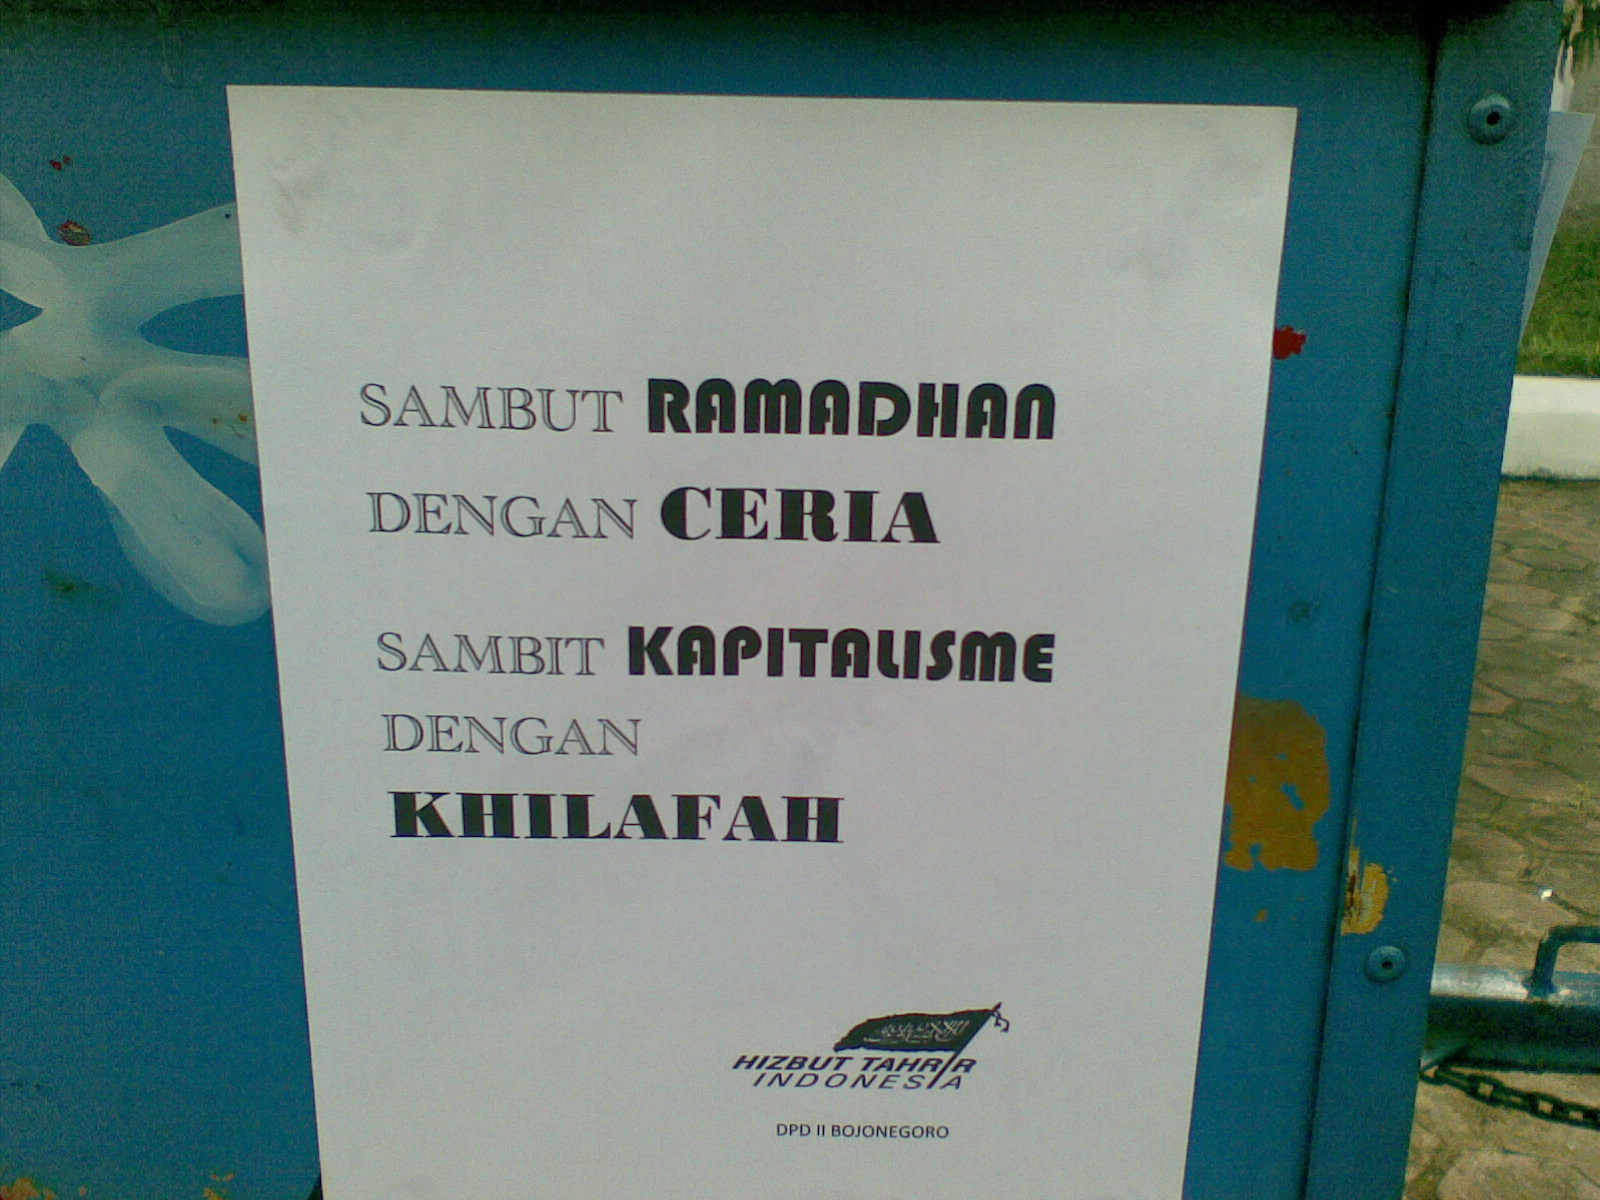 SAMBUT RAMADHAN
DENGAN CERIA
SAMBIT KAPITALISME
DENGAN
KHILAFAH
HIZBUT TAHRIR
INDONESIA
DPD II BOJONEGORO